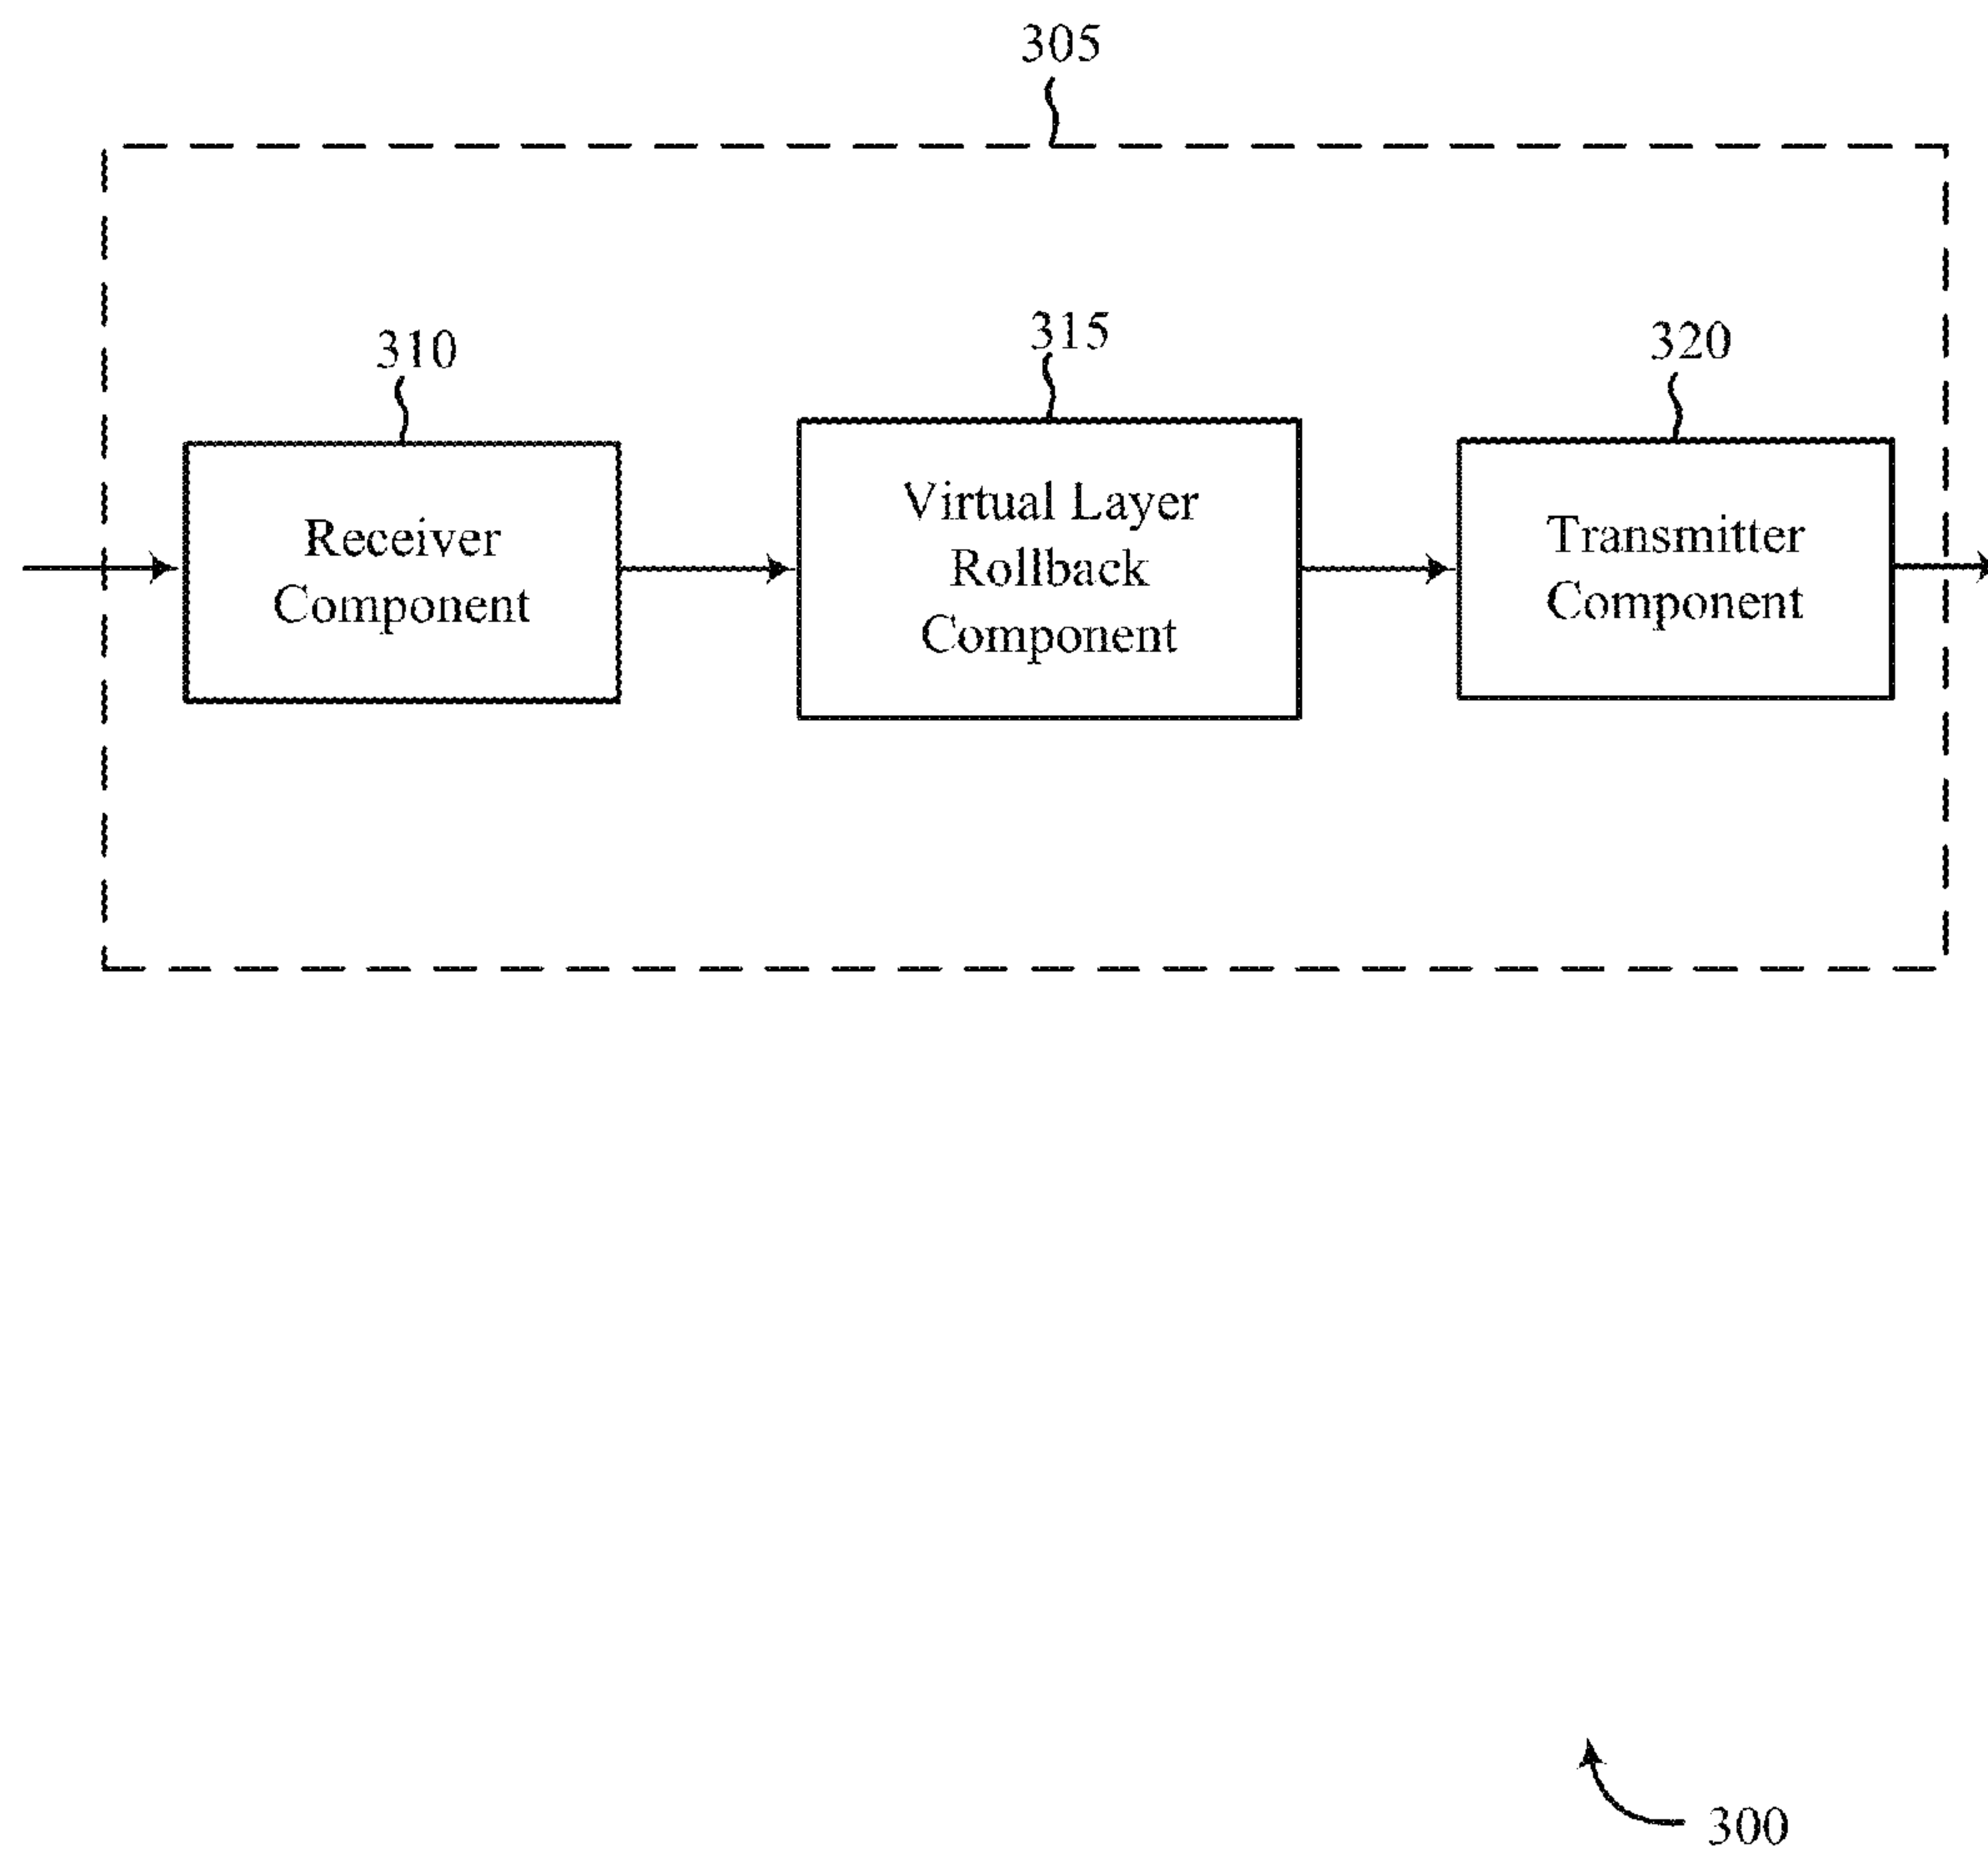 305
310
315
320
Receiver
Component
Virtual Layer
Rollback
Component
Transmitter
Component
300